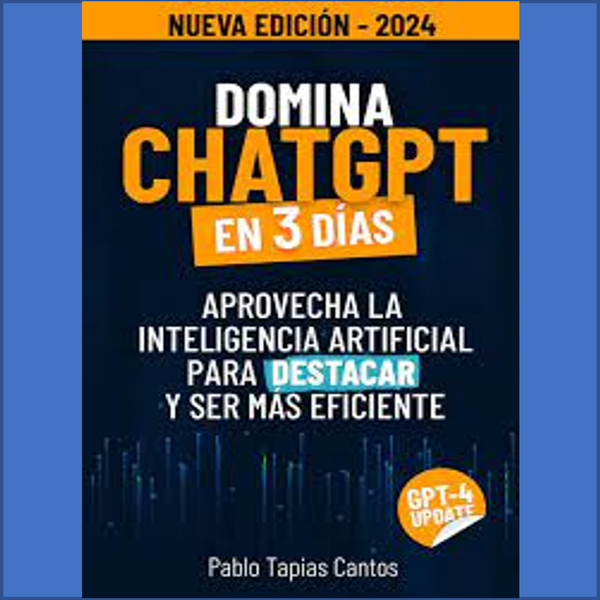 NUEVA EDICIÓN - 2024
DOMINA
CHATGPT
EN 3 DÍAS
APROVECHA LA
INTELIGENCIA ARTIFICIAL
PARA DESTACAR
Y SER MÁS EFICIENTE
GPT-4
UPDATE
Pablo Tapias Cantos